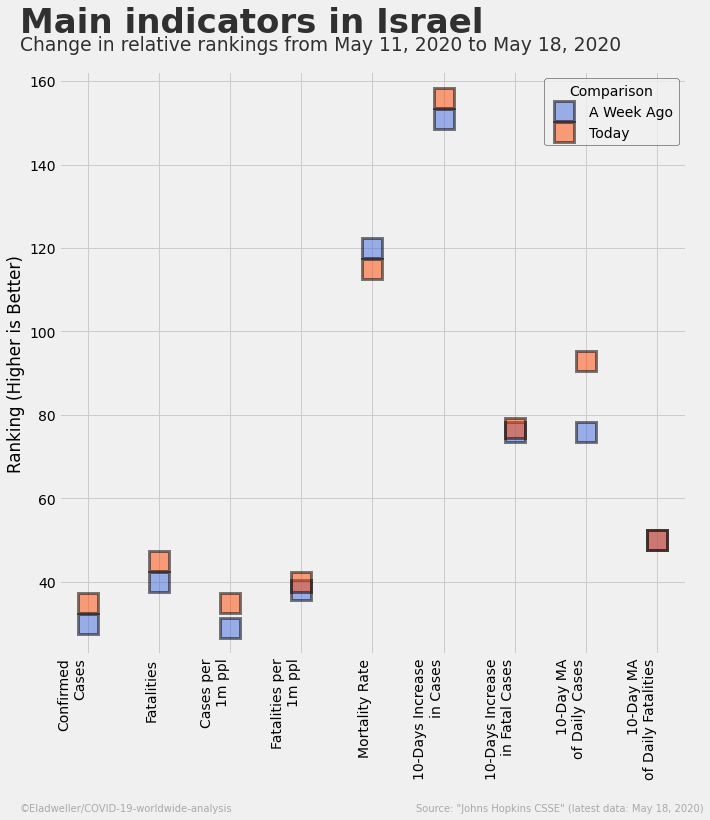 Main indicators in Israel
Change in relative rankings from May 11, 2020 to May 18, 2020
Comparison
A Week Ago
Today
Ranking (Higher is Better)
160
140
120
100
80
60
40
Confirmed
Cases
Fatalities
Cases per
1m ppl
Fatalities per
1m ppl
Mortality Rate
10-Days Increase
in Cases
10-Days Increase
in Fatal Cases
10-Day MA
of Daily Cases
10-Day MA
of Daily Fatalities
©Eladweller/COVID-19-worldwide-analysis
Source: "Johns Hopkins CSSE" (latest data: May 18, 2020)